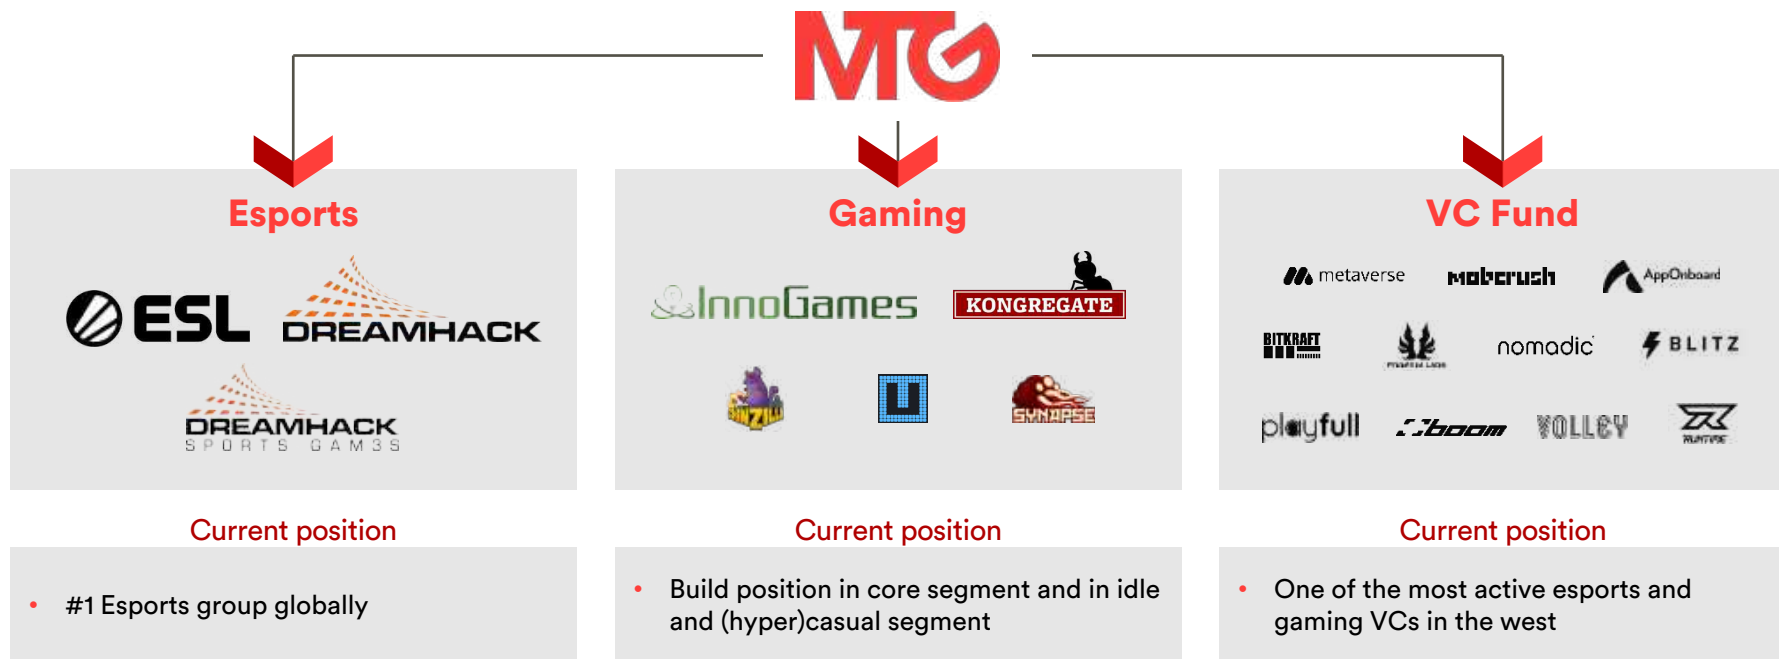 MTG
Esports
ESL
DREAMHACK
DREAMHACK
SPORTS GAM3S
Gaming
InnoGames
KONGREGATE
U
SYNAPSE
VC Fund
metaverse
mobcrush
AppOnboard
BITKRAFT
nomadic
BLITZ
playfull
boom
VOLLEY
Current position
• #1 Esports group globally
Current position
• Build position in core segment and in idle
and (hyper)casual segment
Current position
• One of the most active esports and
gaming VCs in the west